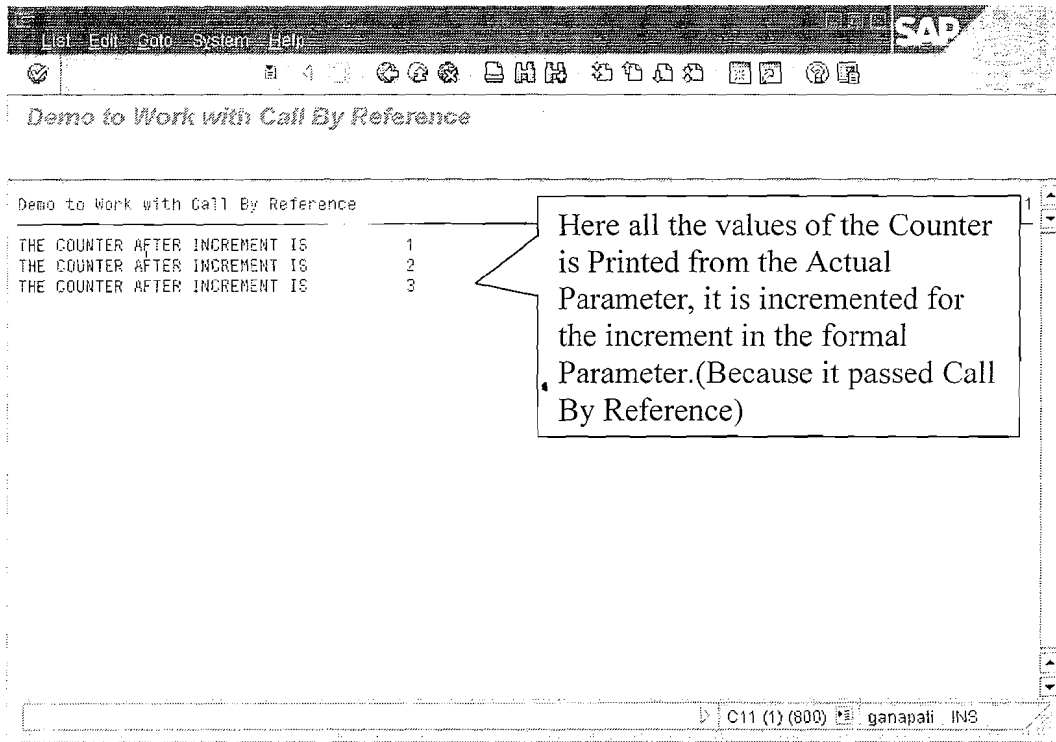 List Edit Goto System Help
SAP
Demo to Work with Call By Reference
Demo to Work with Call By Reference 1
THE COUNTER AFTER INCREMENT IS 1
THE COUNTER AFTER INCREMENT IS 2
THE COUNTER AFTER INCREMENT IS 3
Here all the values of the Counter
is Printed from the Actual
Parameter, it is incremented for
the increment in the formal
Parameter.(Because it passed Call
By Reference)
C11 (1) (800) ganapali INS